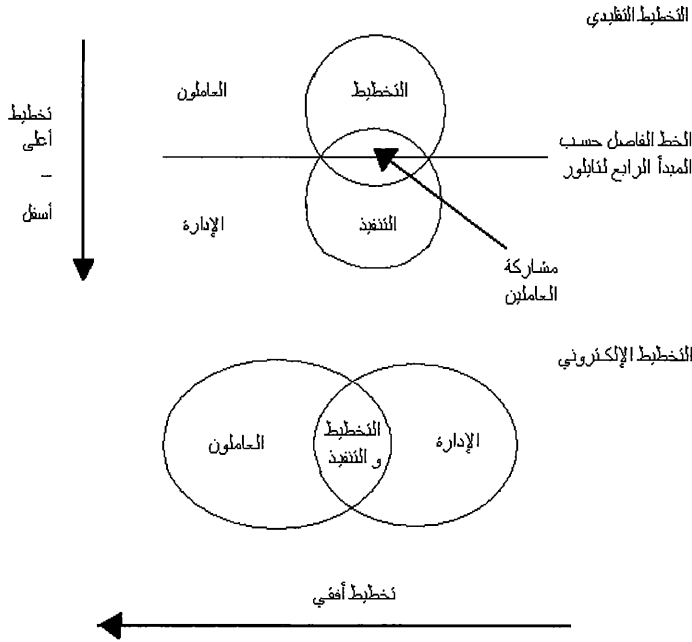 التخطيط التقليدي
العاملون
التخطيط
تخطيط
أعلى
–
أسفل
الخط الفاصل حسب
المبدأ الرابع لتايلور
الإدارة
التنفيذ
مشاركة
العاملين
التخطيط الإلكتروني
الإدارة
التخطيط
و التنفيذ
العاملون
تخطيط أفقي